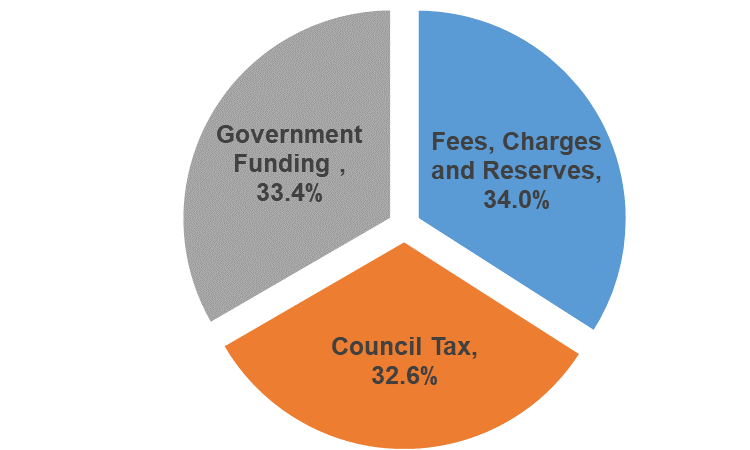 Government
Funding ,
33.4%
Fees, Charges
and Reserves,
34.0%
Council Tax,
32.6%